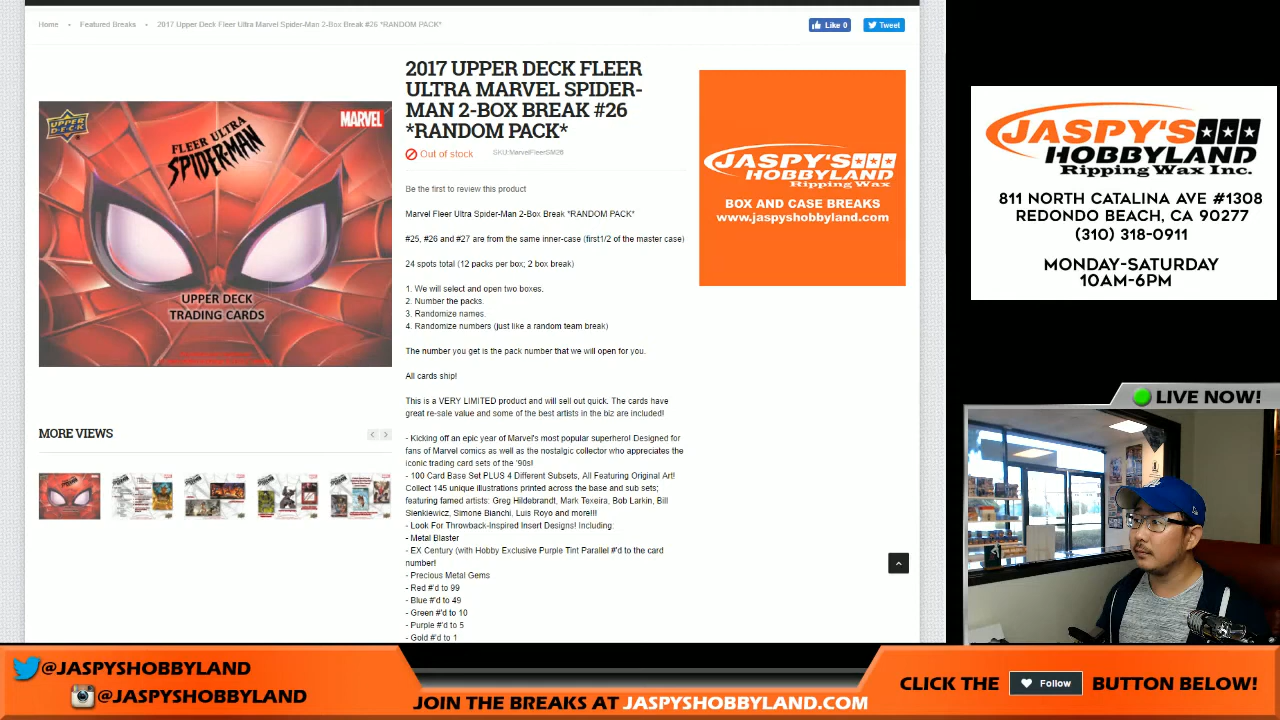 Home • Featured Breaks • 2017 Upper Deck Fleer Ultra Marvel Spider-Man 2-Box Break #26 *RANDOM PACK*
Like 0
Tweet
2017 UPPER DECK FLEER
ULTRA MARVEL SPIDER-
MAN 2-BOX BREAK #26
*RANDOM PACK*
Out of stock
SKU:MarvelFleerSM26
Be the first to review this product
Marvel Fleer Ultra Spider-Man 2-Box Break *RANDOM PACK*
#25, #26 and #27 are from the same inner-case (first1/2 of the master case)
24 spots total (12 packs per box; 2 box break)
1. We will select and open two boxes.
2. Number the packs.
3. Randomize names.
4. Randomize numbers (just like a random team break)
The number you get is the pack number that we will open for you.
All cards ship!
This is a VERY LIMITED product and will sell out quick. The cards have
great re-sale value and some of the best artists in the biz are included!
- Kicking off an epic year of Marvel's most popular superhero! Designed for
fans of Marvel comics as well as the nostalgic collector who appreciates the
iconic trading card sets of the '90s!
- 100 Card Base Set PLUS 4 Different Subsets, All Featuring Original Art!
Collect 145 unique Illustrations printed across the base and sub sets;
featuring famed artists: Greg Hildebrandt, Mark Texeira, Bob Larkin, Bill
Sienkiewicz, Simone Bianchi, Luis Royo and more!!!
- Look For Throwback-Inspired Insert Designs! Including:
- Metal Blaster
- EX Century (with Hobby Exclusive Purple Tint Parallel #'d to the card
number!
- Precious Metal Gems
- Red #'d to 99
- Blue #'d to 49
- Green #'d to 10
- Purple #'d to 5
- Gold #'d to 1
UPPER DECK
MARVEL
FLEER ULTRA
SPIDER-MAN
UPPER DECK
TRADING CARDS
MORE VIEWS
JASPY'S
HOBBYLAND
Ripping Wax
BOX AND CASE BREAKS
www.jaspyshobbyland.com
JASPY'S
HOBBYLAND
Ripping Wax Inc.
811 NORTH CATALINA AVE #1308
REDONDO BEACH, CA 90277
(310) 318-0911
MONDAY-SATURDAY
10AM-6PM
LIVE NOW!
@JASPYSHOBBYLAND
@JASPYSHOBBYLAND
JOIN THE BREAKS AT JASPYSHOBBYLAND.COM
CLICK THE Follow BUTTON BELOW!